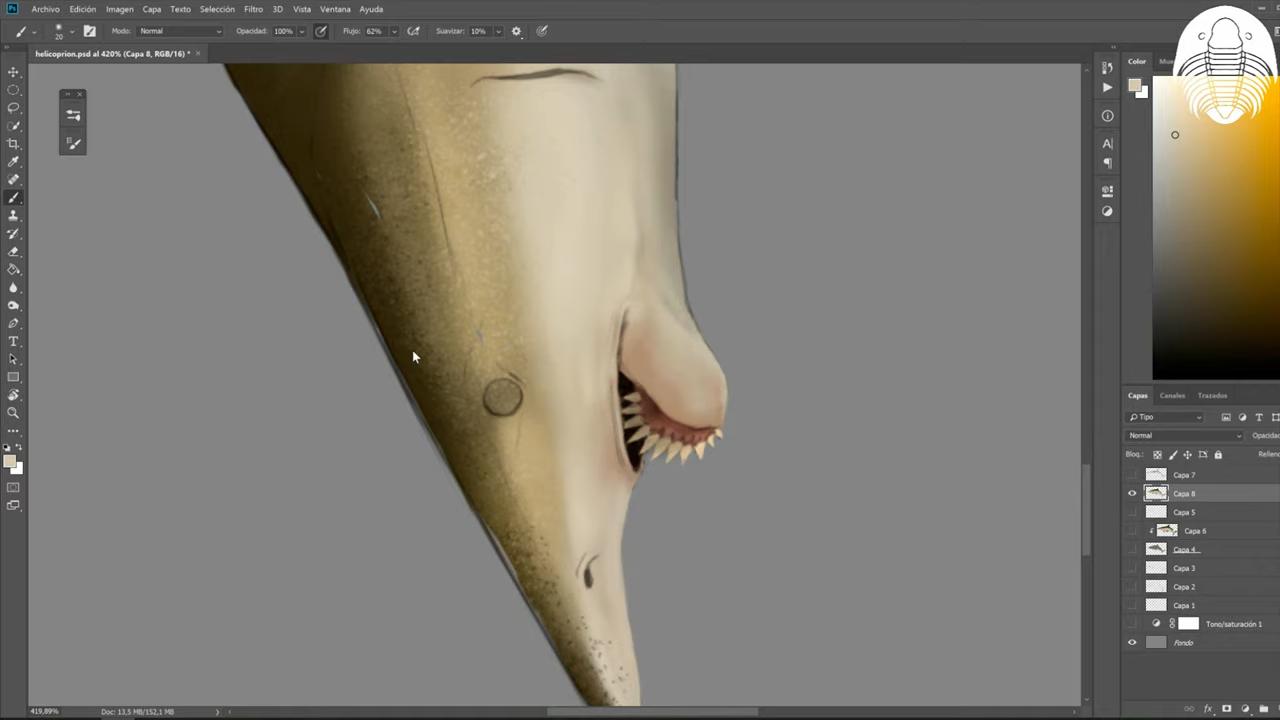 Ps Archivo Edición Imagen Capa Texto Selección Filtro 3D Vista Ventana Ayuda
20 Modo: Normal Opacidad: 100% Flujo: 62% Suavizar: 10%
helicoprion.psd al 420% (Capa 8, RGB/16) * ×
Color
Capas Canales Trazados
Tipo
Normal
Bloq.:
Capa 7
Capa 8
Capa 5
Capa 6
Capa 4
Capa 3
Capa 2
Capa 1
Tono/saturación 1
Fondo
419,89% Doc: 13,5 MB/152,1 MB